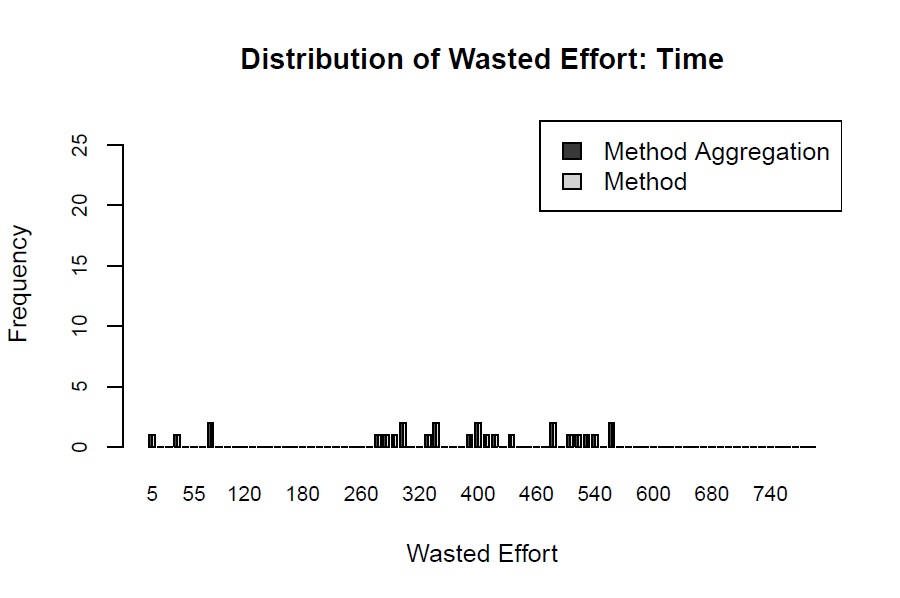 Distribution of Wasted Effort: Time
Method Aggregation
Method
Frequency
25
20
15
10
5
0
5 55 120 180 260 320 400 460 540 600 680 740
Wasted Effort